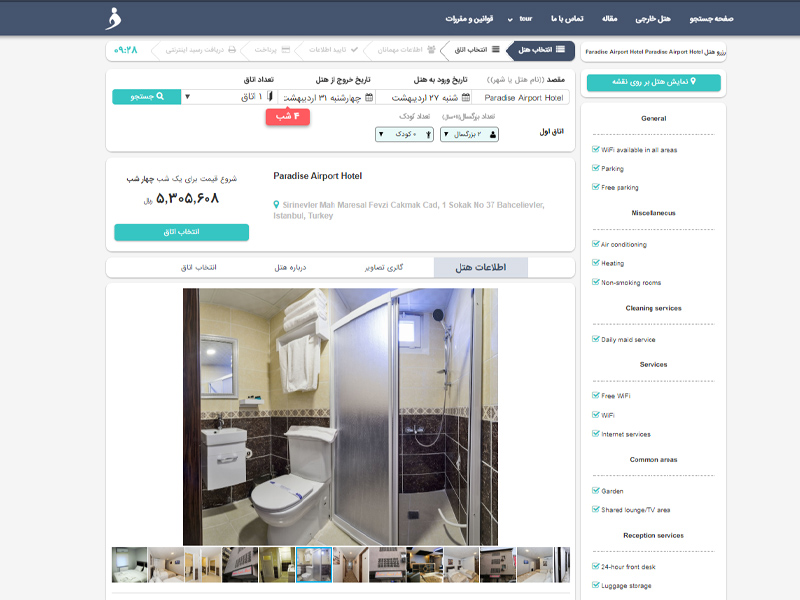 صفحه جستجو
هتل خارجی
مقاله
تماس با ما
tour
قوانین و مقررات
رزرو هتل Paradise Airport Hotel Paradise Airport Hotel
انتخاب هتل
انتخاب اتاق
اطلاعات مهمانان
تایید اطلاعات
پرداخت
دریافت رسید اینترنتی
۰۹:۲۸
نمایش هتل بر روی نقشه
مقصد ((نام هتل یا شهر))
تاریخ ورود به هتل
تاریخ خروج از هتل
تعداد اتاق
Paradise Airport Hotel
شنبه ۲۷ اردیبهشت
چهارشنبه ۳۱ اردیبهشت
۱ اتاق
جستجو
۴ شب
اتاق اول
تعداد بزرگسال
تعداد کودک
۲ بزرگسال
۰ کودک
Paradise Airport Hotel
Sirinevler Mah Maresal Fevzi Cakmak Cad, 1 Sokak No 37 Bahcelievler,
Istanbul, Turkey
شروع قیمت برای یک شب چهار شب
۵,۳۰۵,۶۰۸ ریال
انتخاب اتاق
اطلاعات هتل
گالری تصاویر
درباره هتل
انتخاب اتاق
General
WiFi available in all areas
Parking
Free parking
Miscellaneous
Air conditioning
Heating
Non-smoking rooms
Cleaning services
Daily maid service
Services
Free WiFi
WiFi
Internet services
Common areas
Garden
Shared lounge/TV area
Reception services
24-hour front desk
Luggage storage